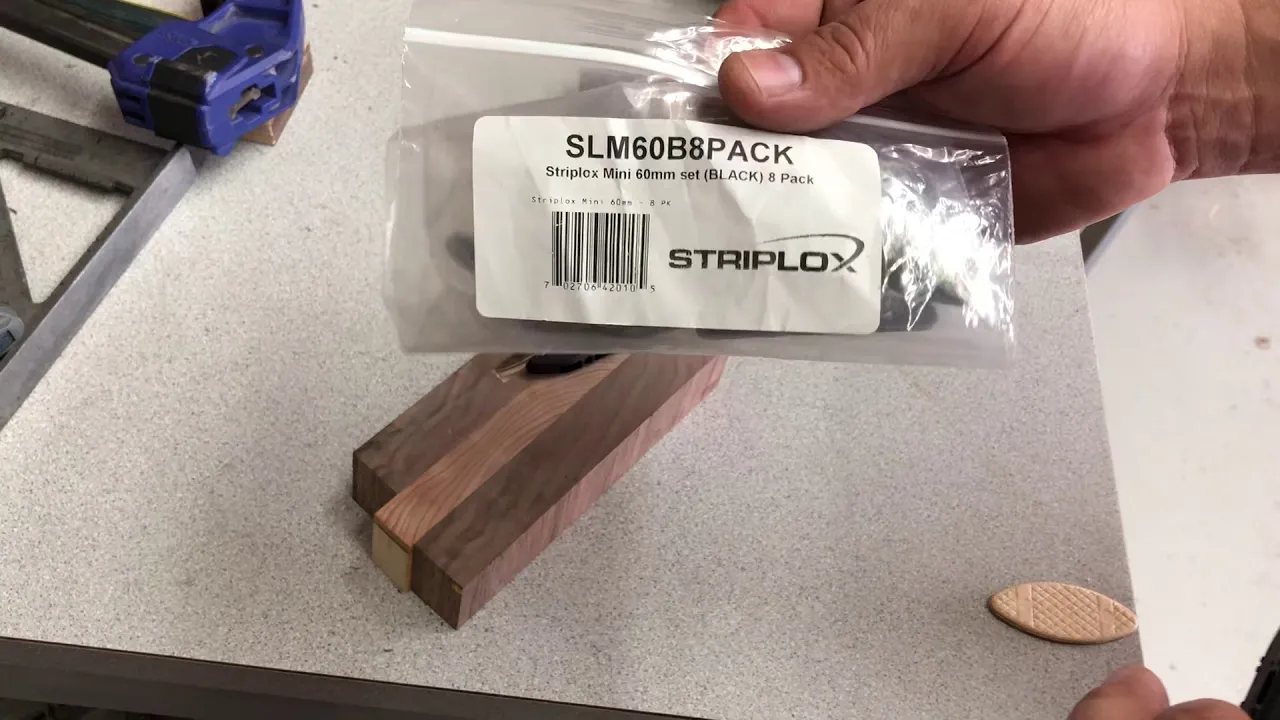 SLM60B8PACK
Striplox Mini 60mm set (BLACK) 8 Pack
Striplox Mini 60mm - 8 PK
7 02706 42010 5
STRIPLOX